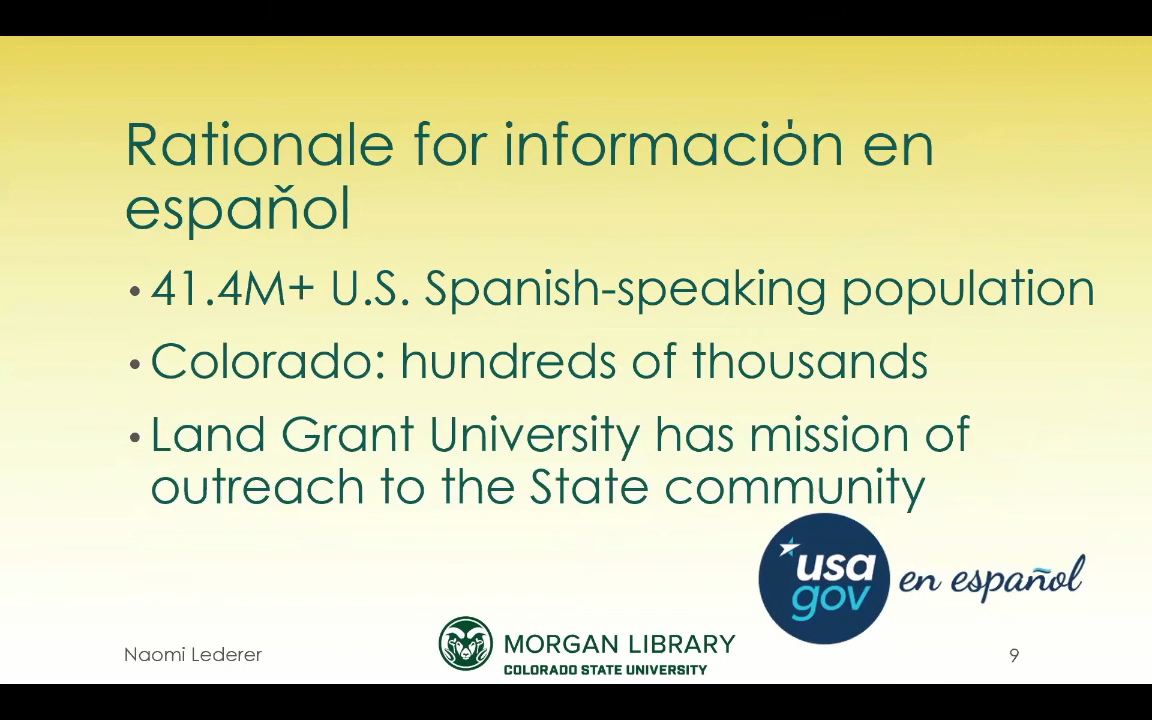 Rationale for informacio̍n en
espaňol
• 41.4M+ U.S. Spanish-speaking population
• Colorado: hundreds of thousands
• Land Grant University has mission of
outreach to the State community
usa
gov
en español
Naomi Lederer
MORGAN LIBRARY
COLORADO STATE UNIVERSITY
9